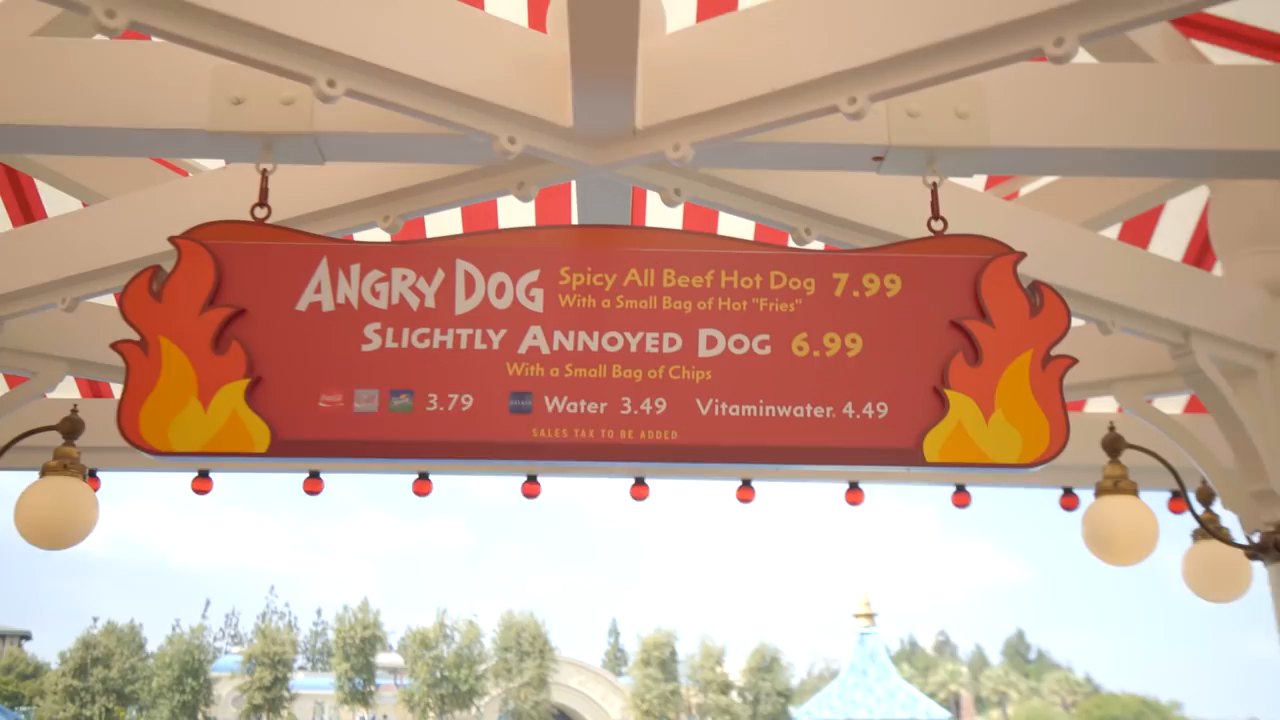 ANGRY DOG Spicy All Beef Hot Dog 7.99
With a Small Bag of Hot "Fries"
SLIGHTLY ANNOYED DOG 6.99
With a Small Bag of Chips
3.79 Water 3.49 Vitaminwater. 4.49
SALES TAX TO BE ADDED